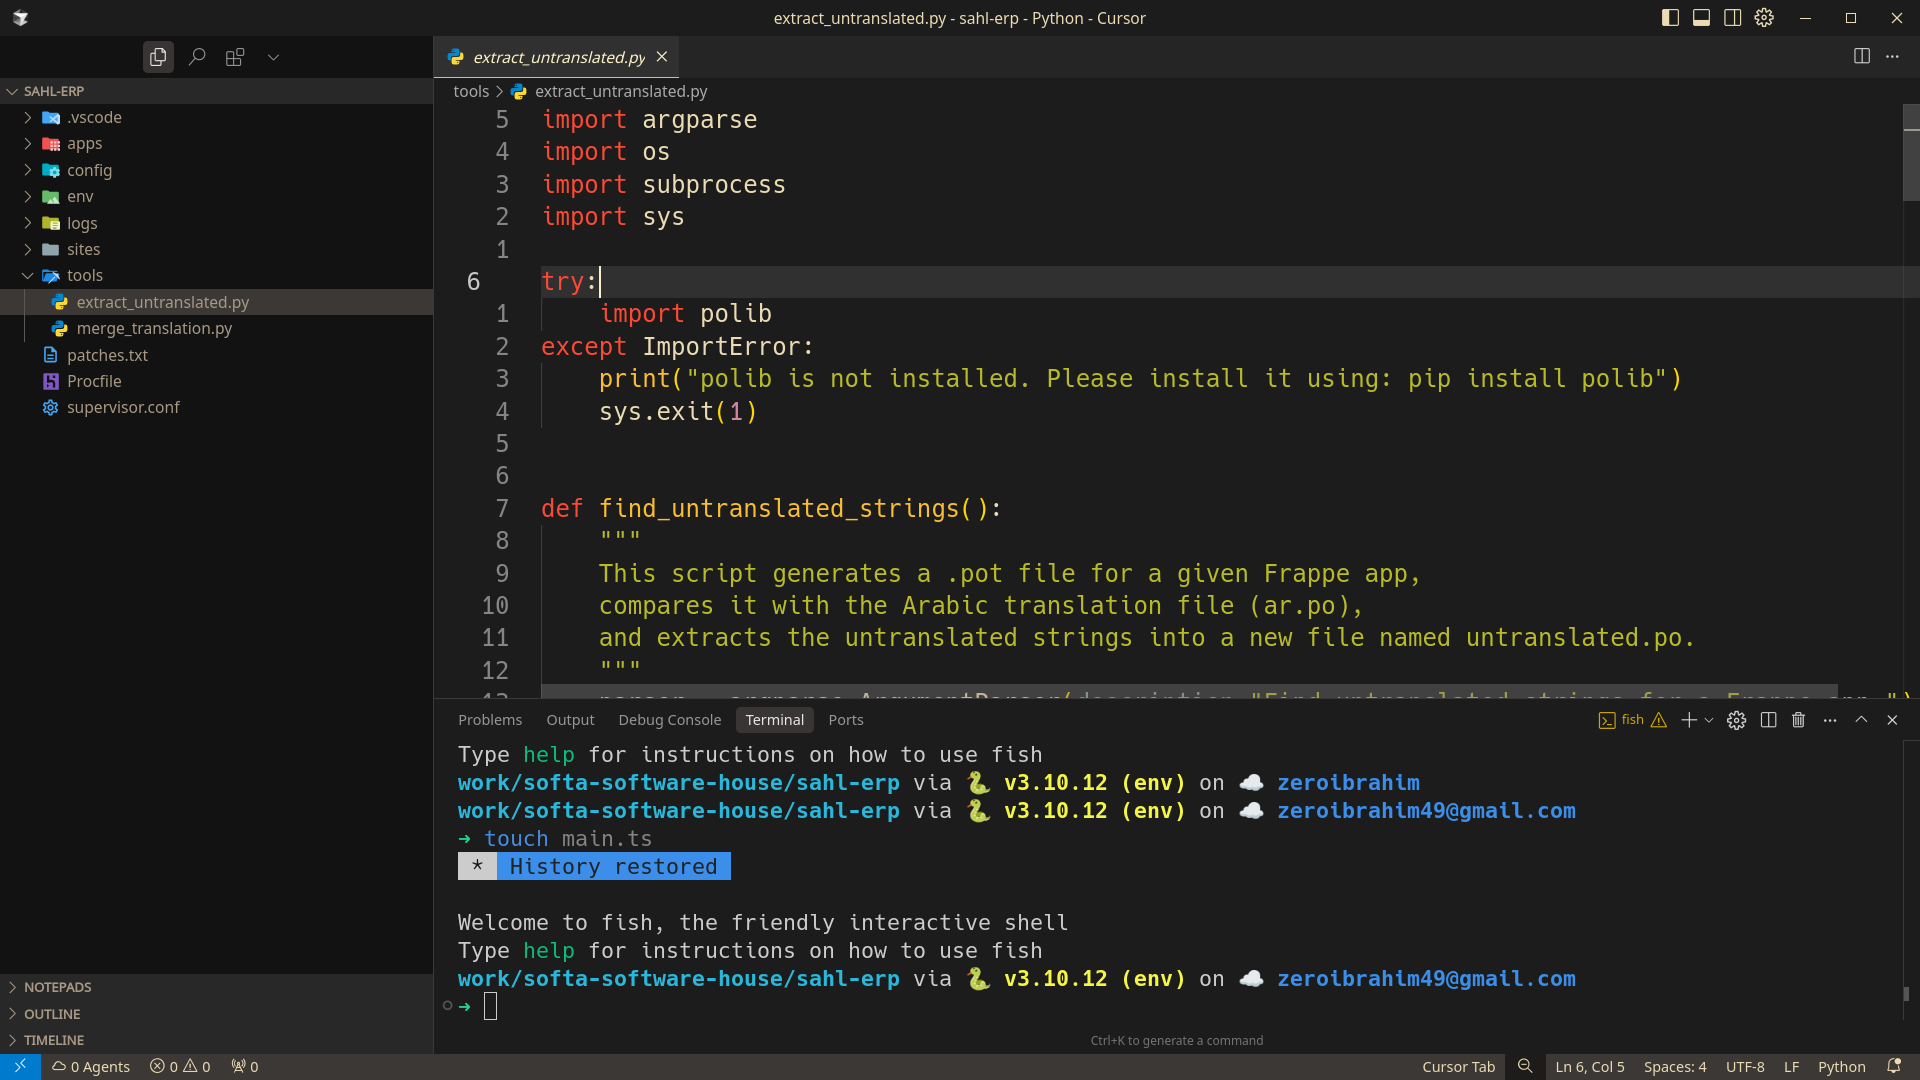 extract_untranslated.py - sahl-erp - Python - Cursor
extract_untranslated.py
SAHL-ERP
.vscode
apps
config
env
logs
sites
tools
extract_untranslated.py
merge_translation.py
patches.txt
Procfile
supervisor.conf
NOTEPADS
OUTLINE
TIMELINE
tools > extract_untranslated.py
5 import argparse
4 import os
3 import subprocess
2 import sys
1
6 try:
1 import polib
2 except ImportError:
3 print("polib is not installed. Please install it using: pip install polib")
4 sys.exit(1)
5
6
7 def find_untranslated_strings():
8 """
9 This script generates a .pot file for a given Frappe app,
10 compares it with the Arabic translation file (ar.po),
11 and extracts the untranslated strings into a new file named untranslated.po.
12 """
13 parser = argparse.ArgumentParser(description="Find untranslated strings for a Frappe app.")
Problems Output Debug Console Terminal Ports
fish
Type help for instructions on how to use fish
work/softa-software-house/sahl-erp via 🐍 v3.10.12 (env) on ☁️ zeroibrahim
work/softa-software-house/sahl-erp via 🐍 v3.10.12 (env) on ☁️ zeroibrahim49@gmail.com
➜ touch main.ts
* History restored
Welcome to fish, the friendly interactive shell
Type help for instructions on how to use fish
work/softa-software-house/sahl-erp via 🐍 v3.10.12 (env) on ☁️ zeroibrahim49@gmail.com
➜
Ctrl+K to generate a command
0 Agents 0 0 0
Cursor Tab Ln 6, Col 5 Spaces: 4 UTF-8 LF Python